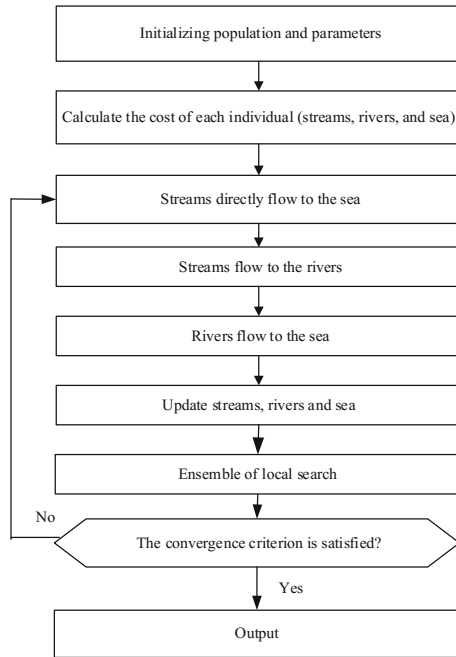 Initializing population and parameters
Calculate the cost of each individual (streams, rivers, and sea)
Streams directly flow to the sea
Streams flow to the rivers
Rivers flow to the sea
Update streams, rivers and sea
Ensemble of local search
No
The convergence criterion is satisfied?
Yes
Output